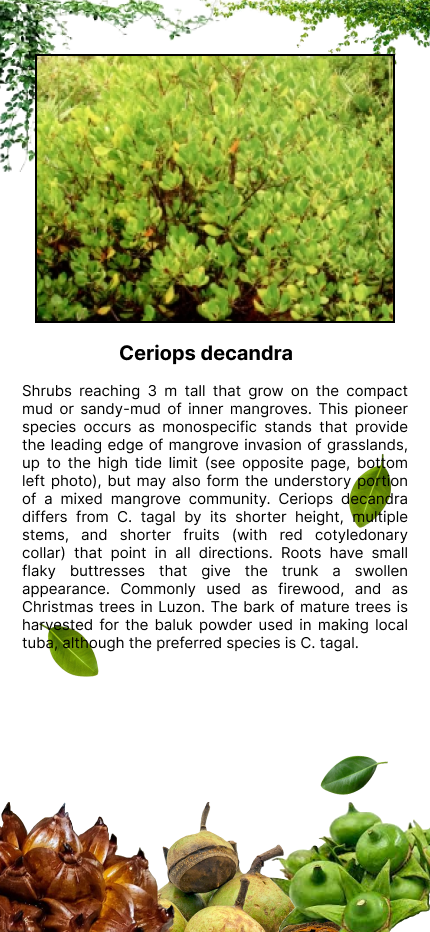 Ceriops decandra
Shrubs reaching 3 m tall that grow on the compact
mud or sandy-mud of inner mangroves. This pioneer
species occurs as monospecific stands that provide
the leading edge of mangrove invasion of grasslands,
up to the high tide limit (see opposite page, bottom
left photo), but may also form the understory portion
of a mixed mangrove community. Ceriops decandra
differs from C. tagal by its shorter height, multiple
stems, and shorter fruits (with red cotyledonary
collar) that point in all directions. Roots have small
flaky buttresses that give the trunk a swollen
appearance. Commonly used as firewood, and as
Christmas trees in Luzon. The bark of mature trees is
harvested for the baluk powder used in making local
tuba, although the preferred species is C. tagal.